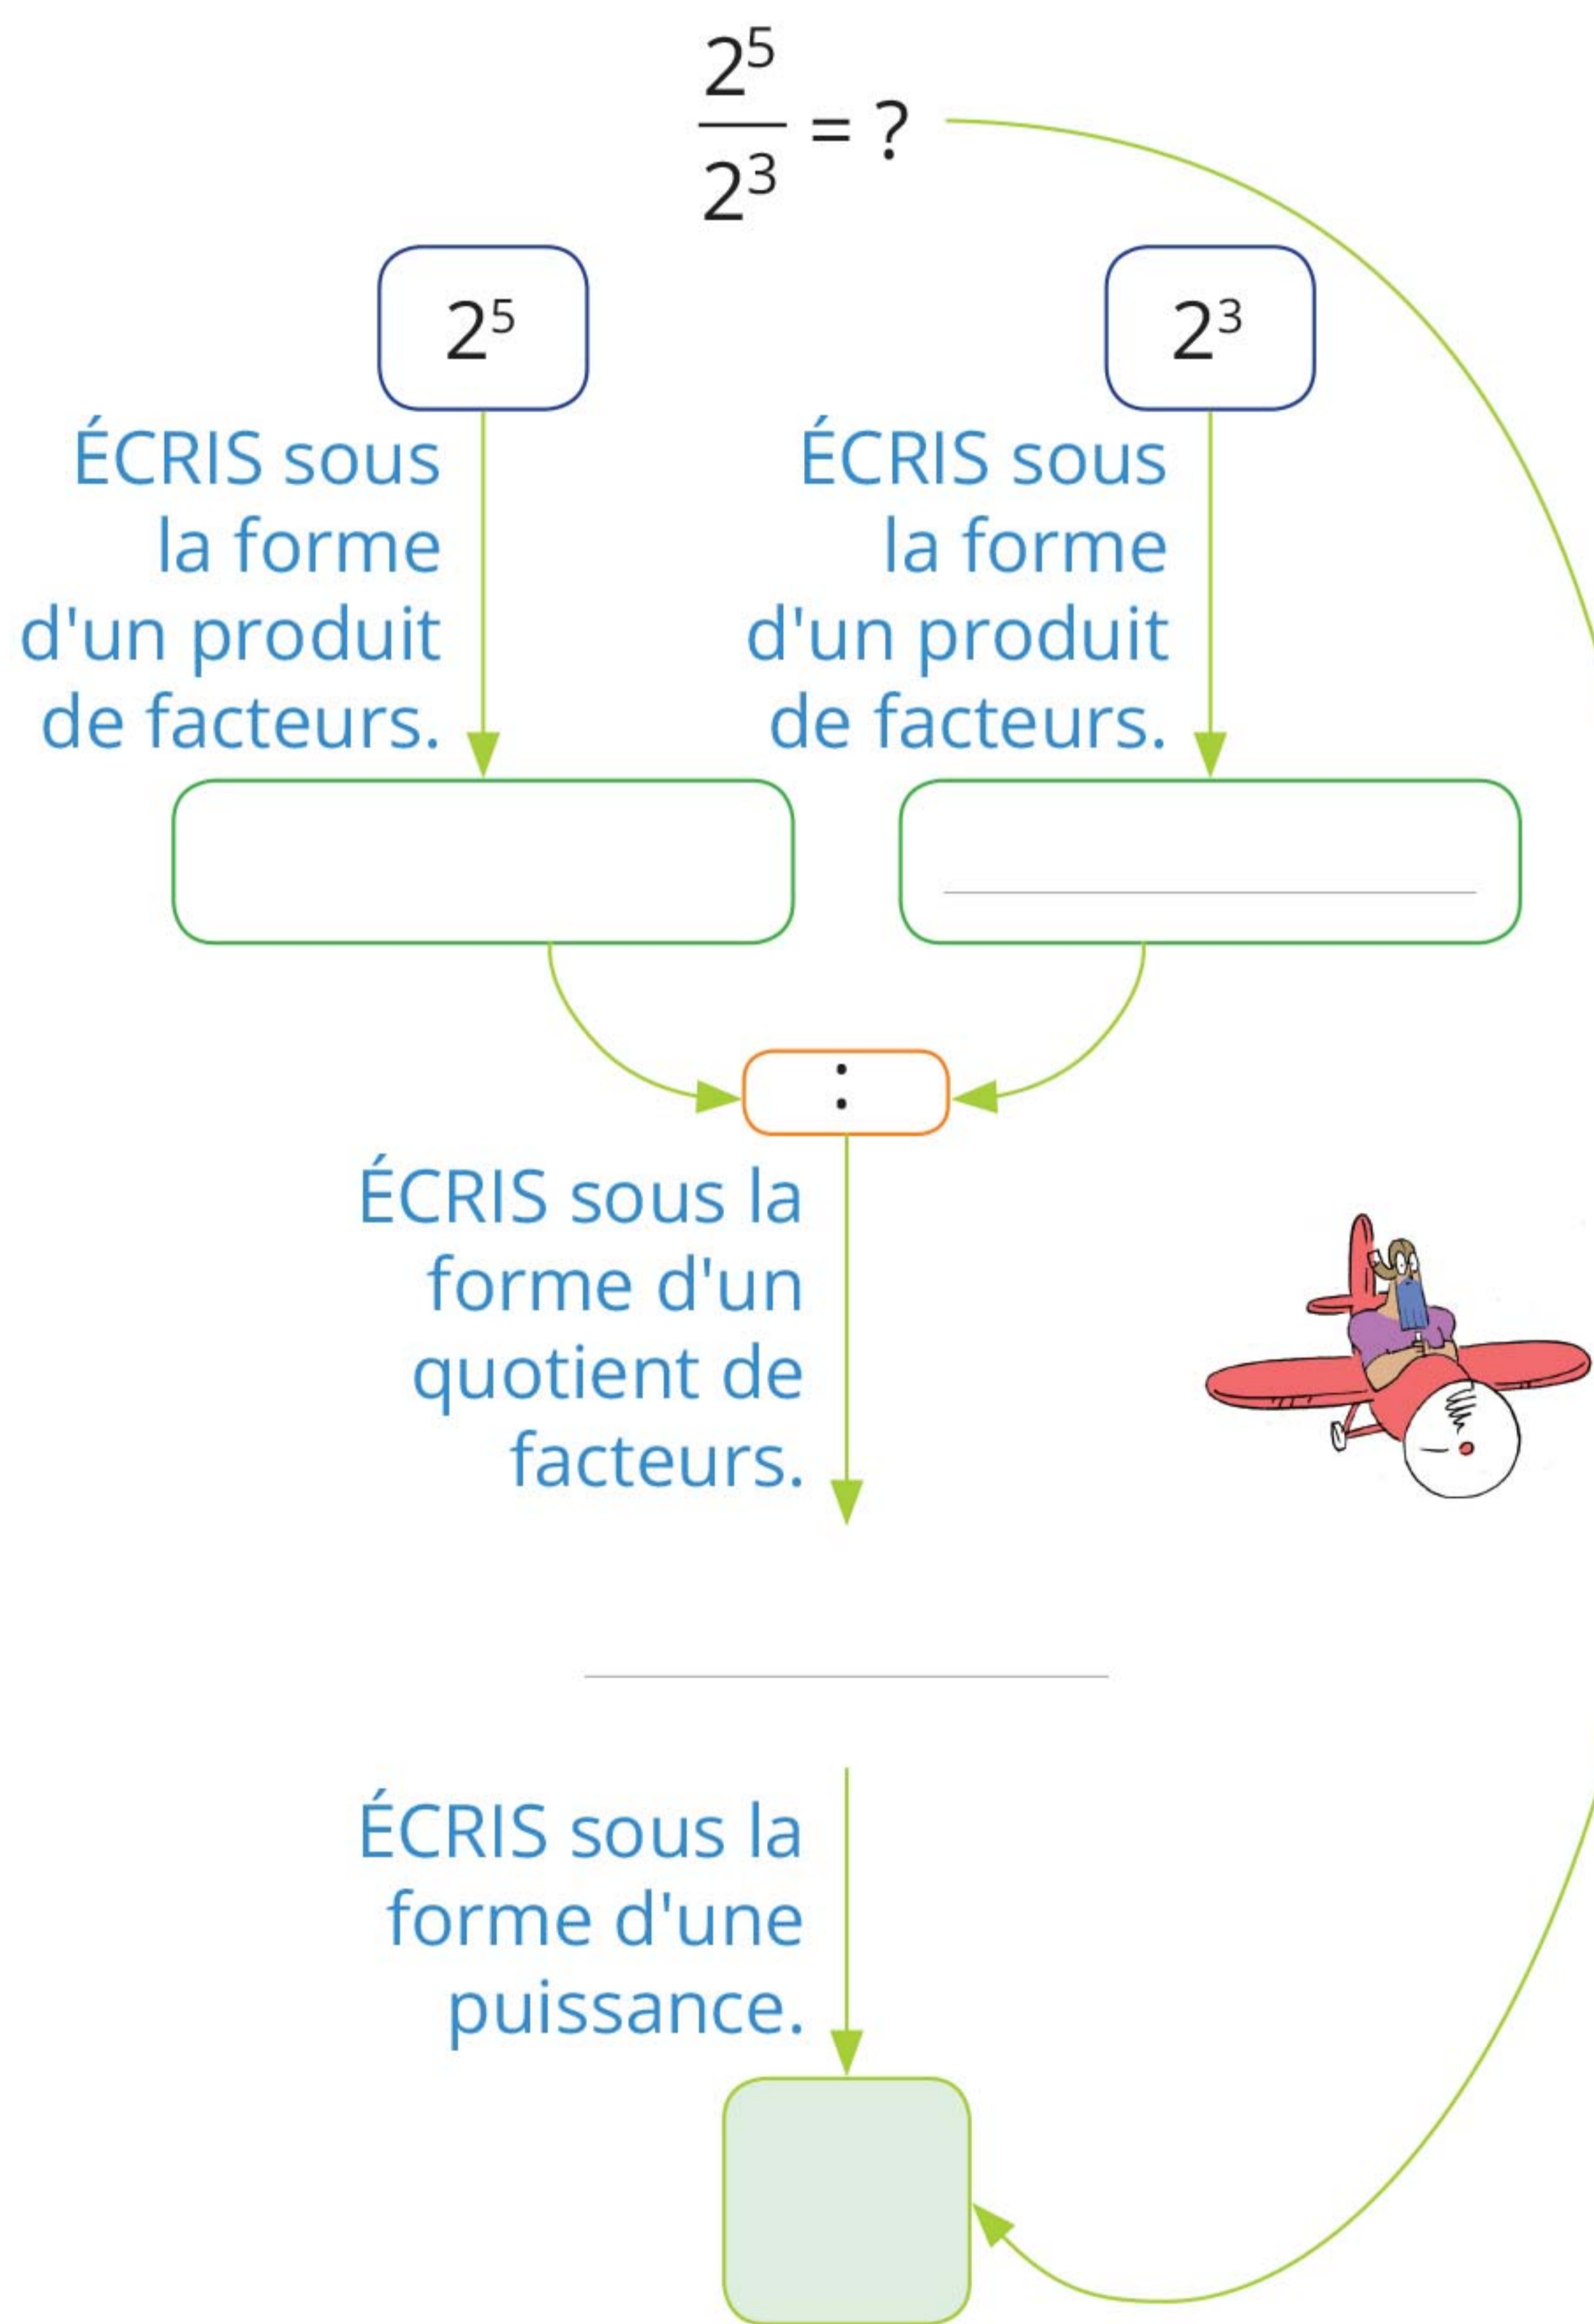 2⁵
2³ = ?
2⁵
2³
ÉCRIS sous
la forme
d'un produit
de facteurs.
ÉCRIS sous
la forme
d'un produit
de facteurs.
:
ÉCRIS sous la
forme d'un
quotient de
facteurs.
ÉCRIS sous la
forme d'une
puissance.